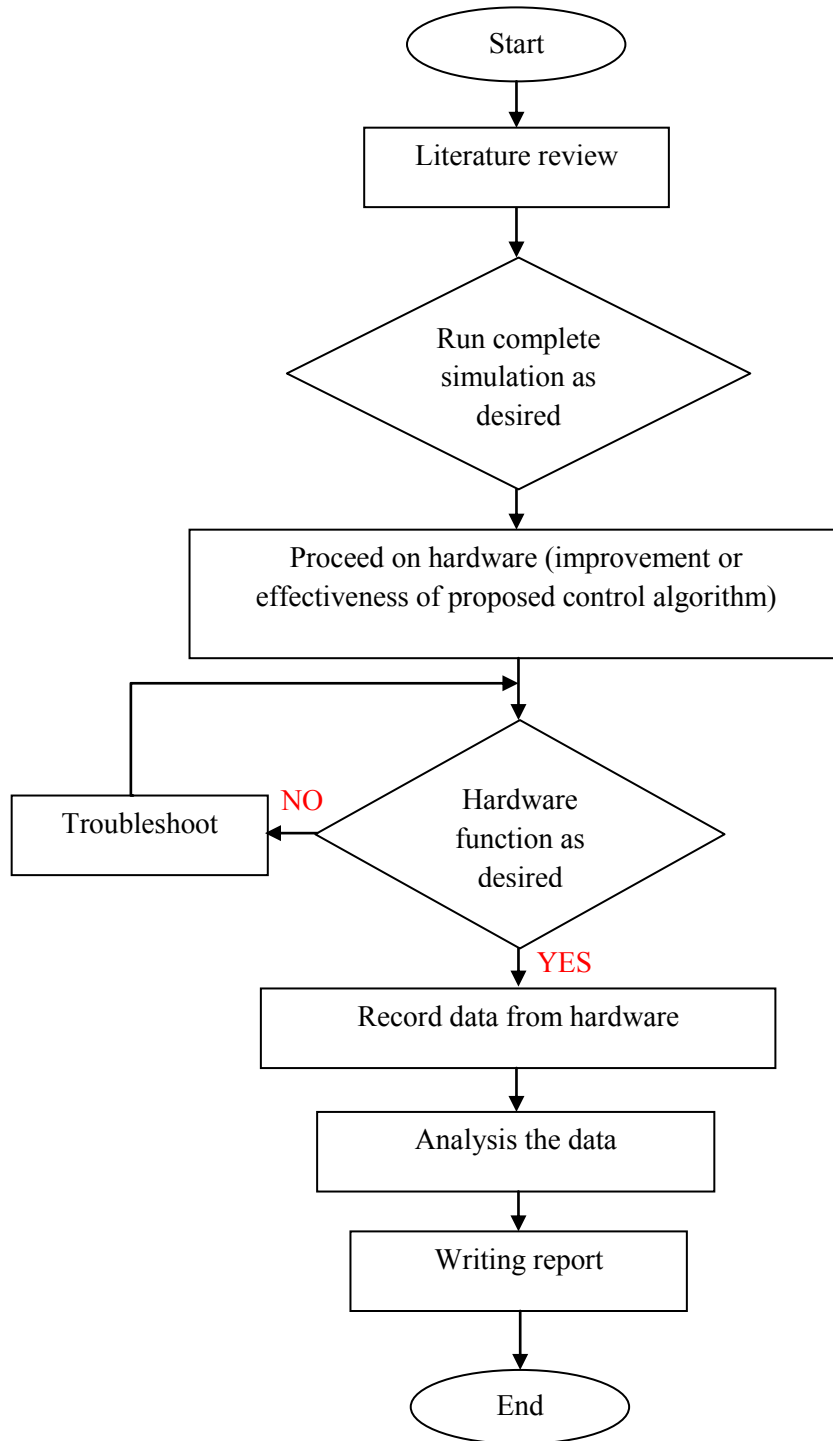 Start
Literature review
Run complete
simulation as
desired
Proceed on hardware (improvement or
effectiveness of proposed control algorithm)
NO
Troubleshoot
Hardware
function as
desired
YES
Record data from hardware
Analysis the data
Writing report
End